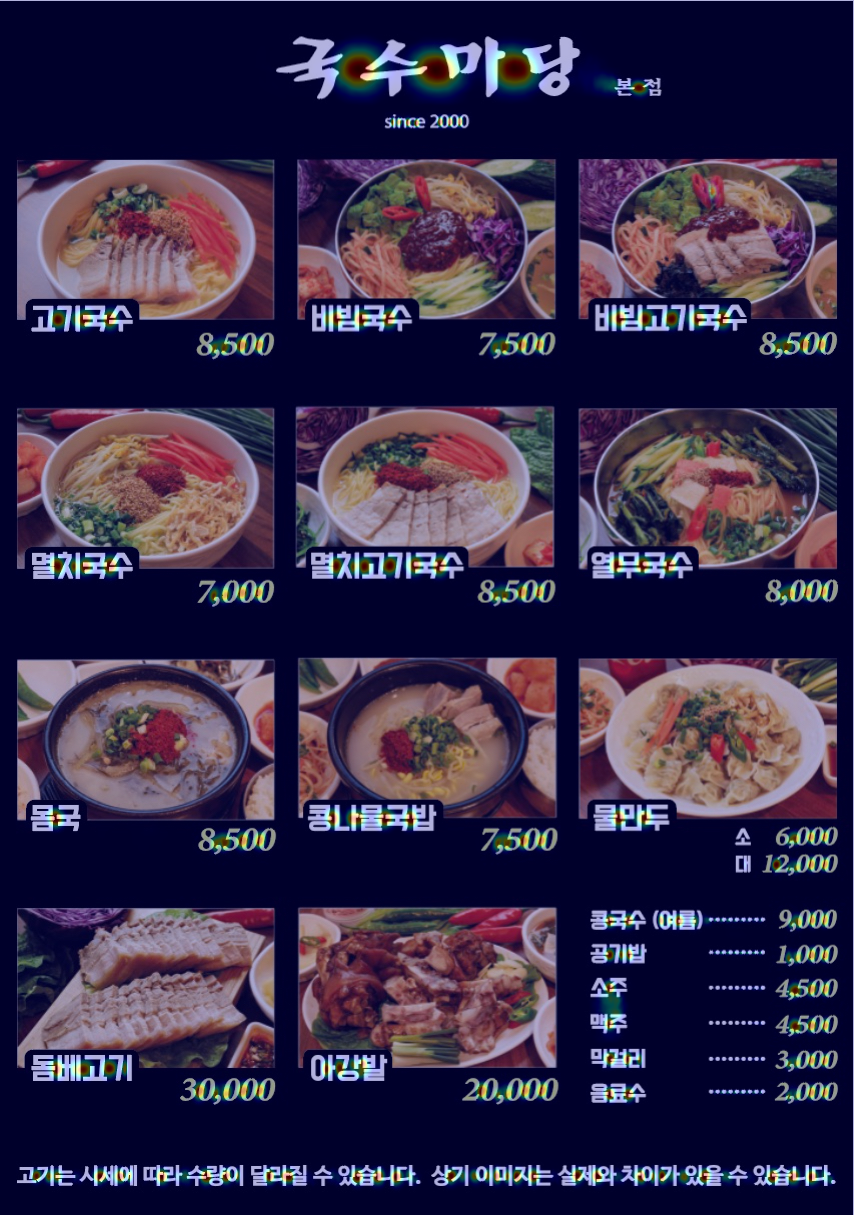 국수마당 본점
since 2000
고기국수 8,500
비빔국수 7,500
비빔고기국수 8,500
멸치국수 7,000
멸치고기국수 8,500
열무국수 8,000
몸국 8,500
콩나물국밥 7,500
물만두
소 6,000
대 12,000
돔베고기 30,000
아강발 20,000
콩국수 (여름) ········· 9,000
공기밥 ········· 1,000
소주 ········· 4,500
맥주 ········· 4,500
막걸리 ········· 3,000
음료수 ········· 2,000
고기는 시세에 따라 수량이 달라질 수 있습니다. 상기 이미지는 실제와 차이가 있을 수 있습니다.